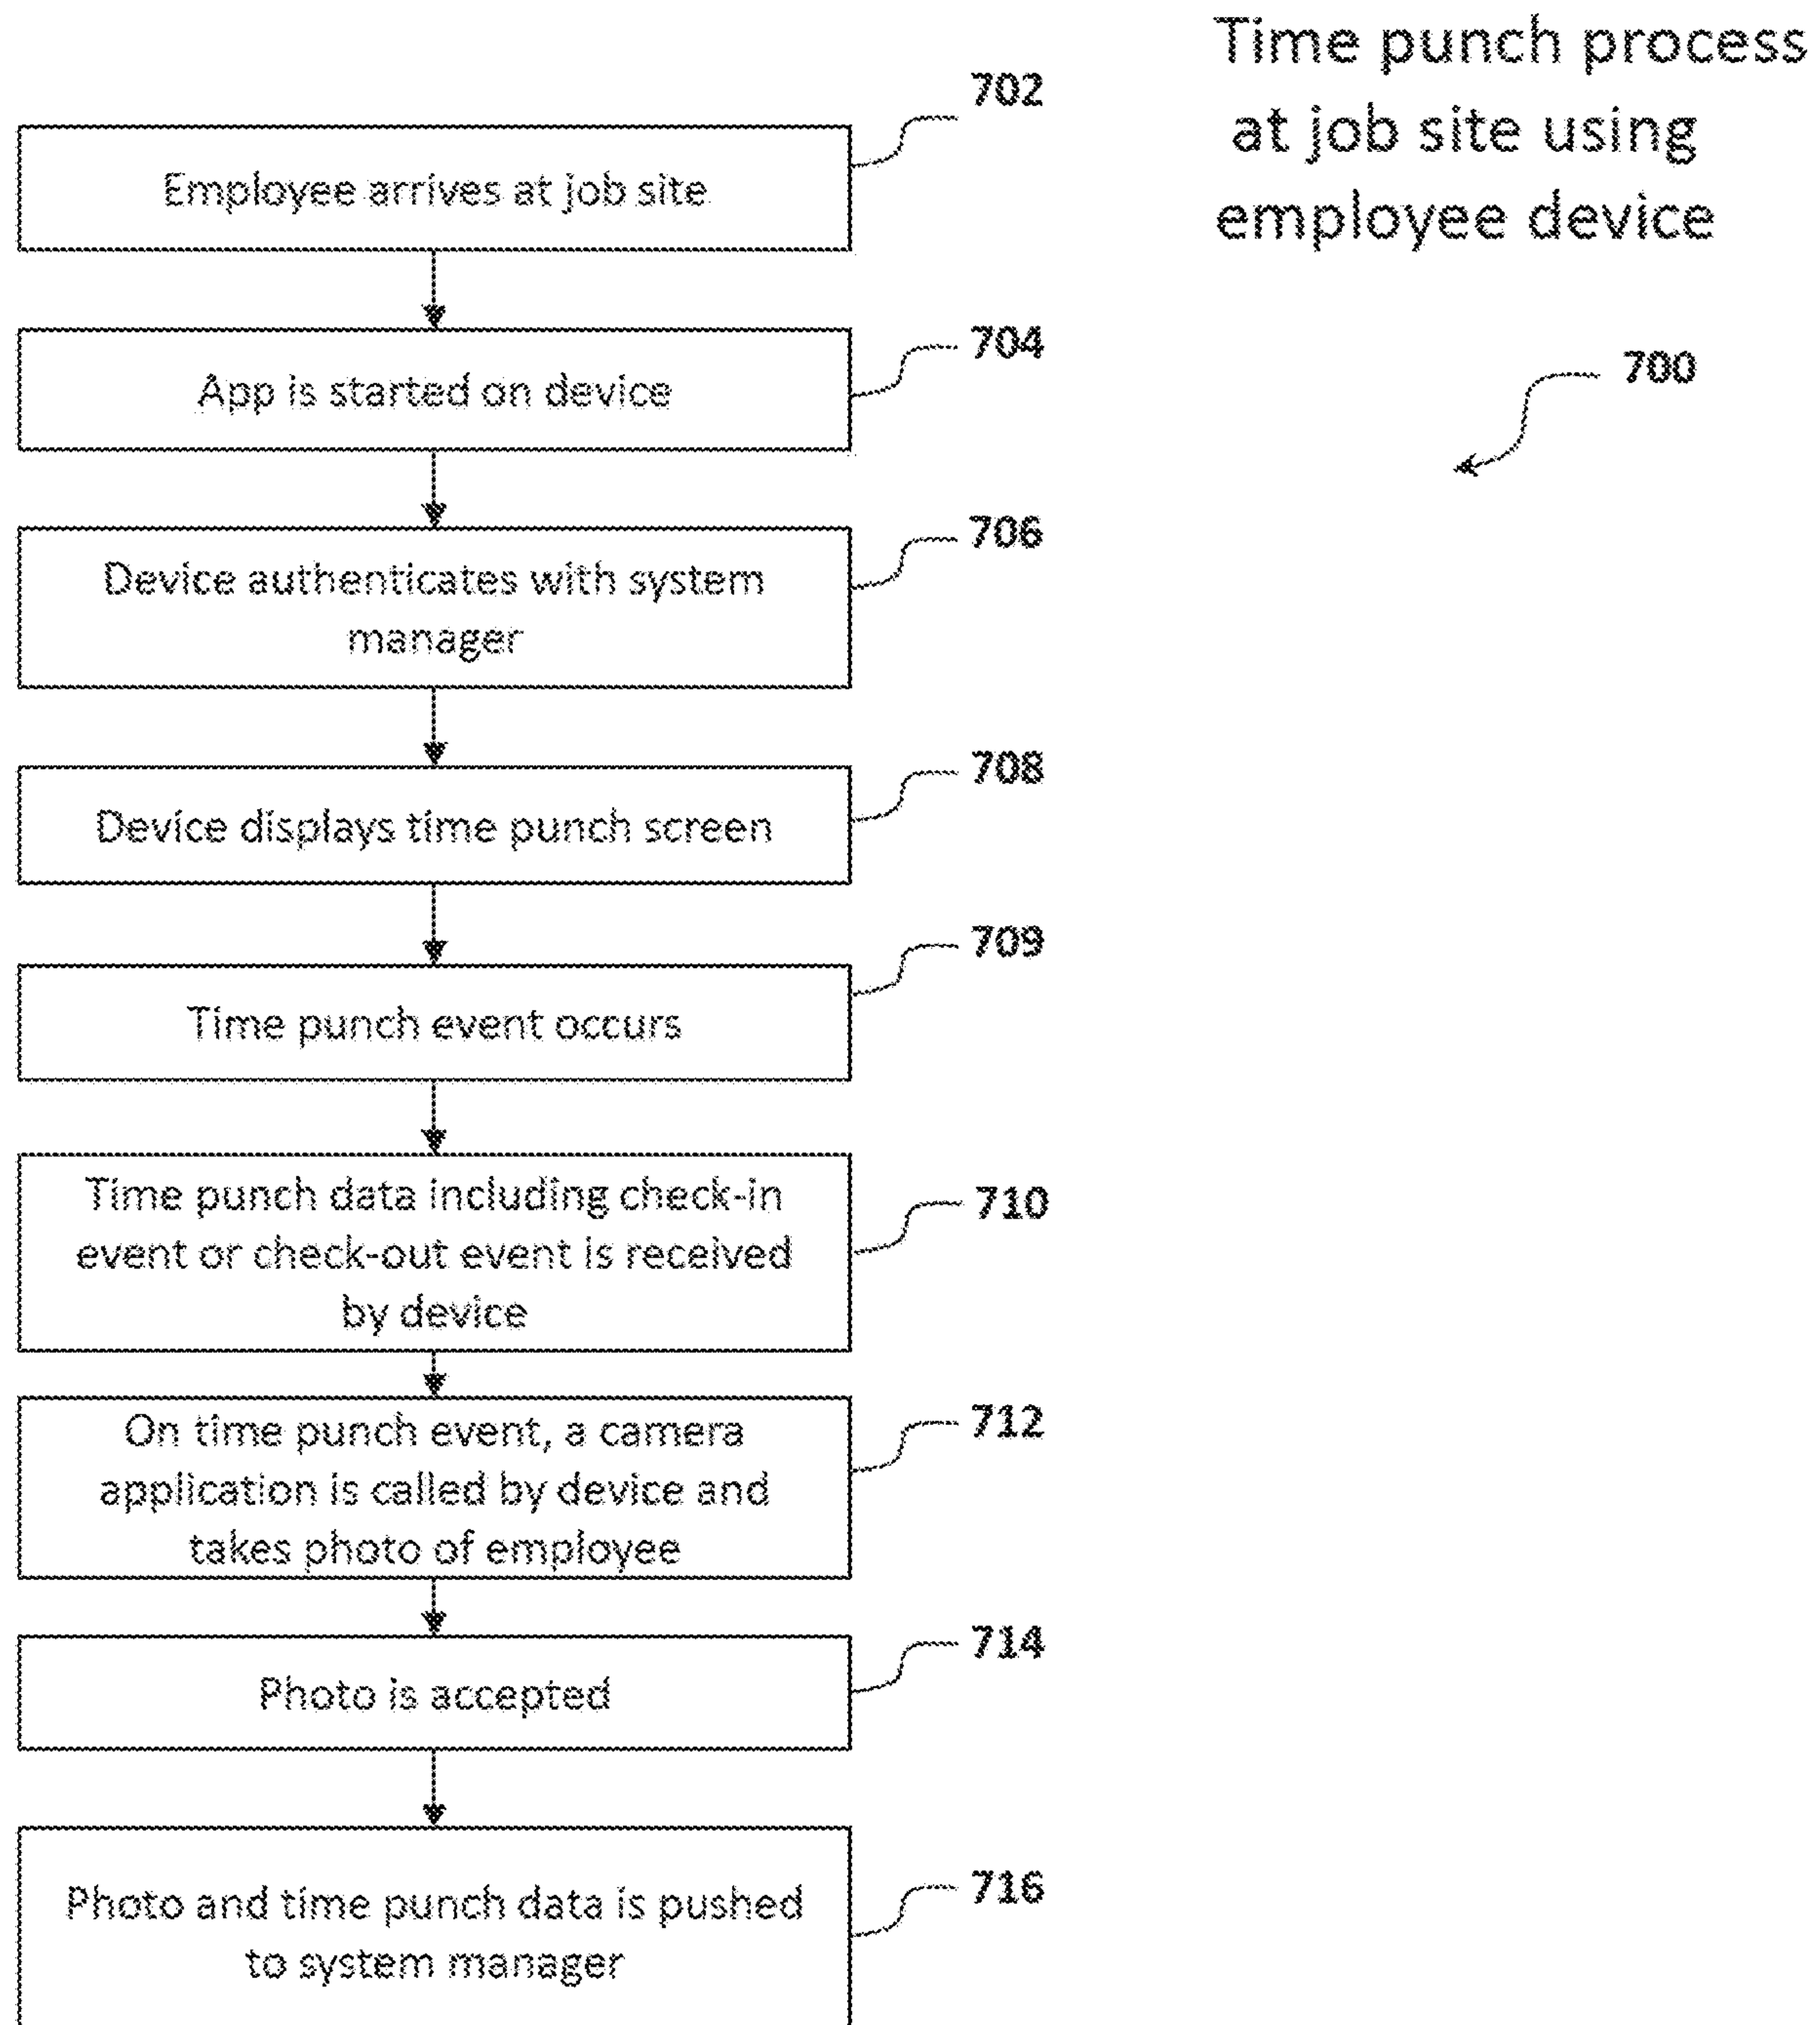 Time punch process
at job site using
employee device
700
702
Employee arrives at job site
704
App is started on device
706
Device authenticates with system
manager
708
Device displays time punch screen
709
Time punch event occurs
710
Time punch data including check-in
event or check-out event is received
by device
712
On time punch event, a camera
application is called by device and
takes photo of employee
714
Photo is accepted
716
Photo and time punch data is pushed
to system manager